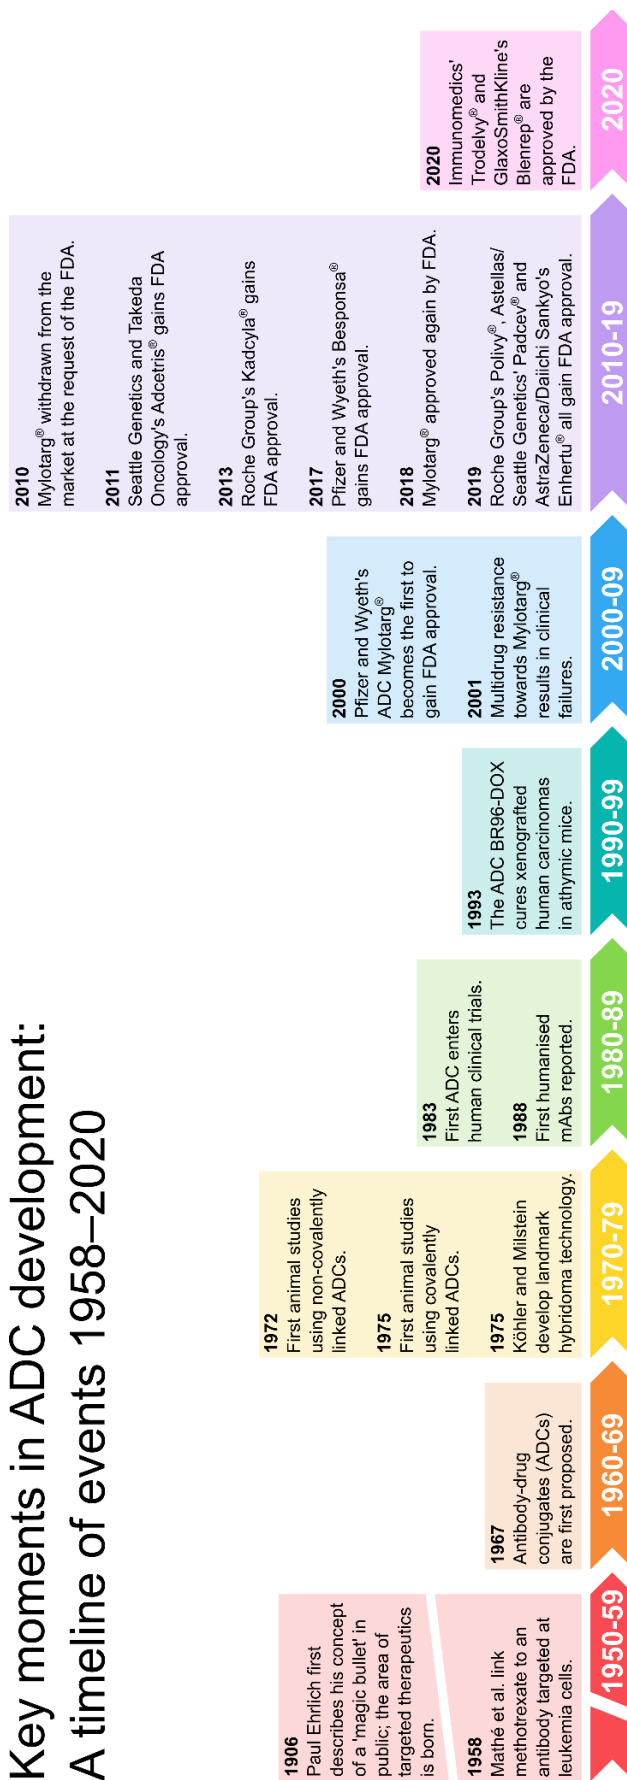 Key moments in ADC development:
A timeline of events 1958–2020
1906
Paul Ehrlich first
describes his concept
of a 'magic bullet' in
public; the area of
targeted therapeutics
is born.
1958
Mathé et al. link
methotrexate to an
antibody targeted at
leukemia cells.
1950-59
1967
Antibody-drug
conjugates (ADCs)
are first proposed.
1960-69
1972
First animal studies
using non-covalently
linked ADCs.
1975
First animal studies
using covalently
linked ADCs.
1975
Köhler and Milstein
develop landmark
hybridoma technology.
1970-79
1983
First ADC enters
human clinical trials.
1988
First humanised
mAbs reported.
1980-89
1993
The ADC BR96-DOX
cures xenografted
human carcinomas
in athymic mice.
1990-99
2000
Pfizer and Wyeth's
ADC Mylotarg®
becomes the first to
gain FDA approval.
2001
Multidrug resistance
towards Mylotarg®
results in clinical
failures.
2000-09
2010
Mylotarg® withdrawn from the
market at the request of the FDA.
2011
Seattle Genetics and Takeda
Oncology's Adcetris® gains FDA
approval.
2013
Roche Group's Kadcyla® gains
FDA approval.
2017
Pfizer and Wyeth's Besponsa®
gains FDA approval.
2018
Mylotarg® approved again by FDA.
2019
Roche Group's Polivy®, Astellas/
Seattle Genetics' Padcev® and
AstraZeneca/Daiichi Sankyo's
Enhertu® all gain FDA approval.
2010-19
2020
Immunomedics'
Trodelvy® and
GlaxoSmithKline's
Blenrep® are
approved by the
FDA.
2020